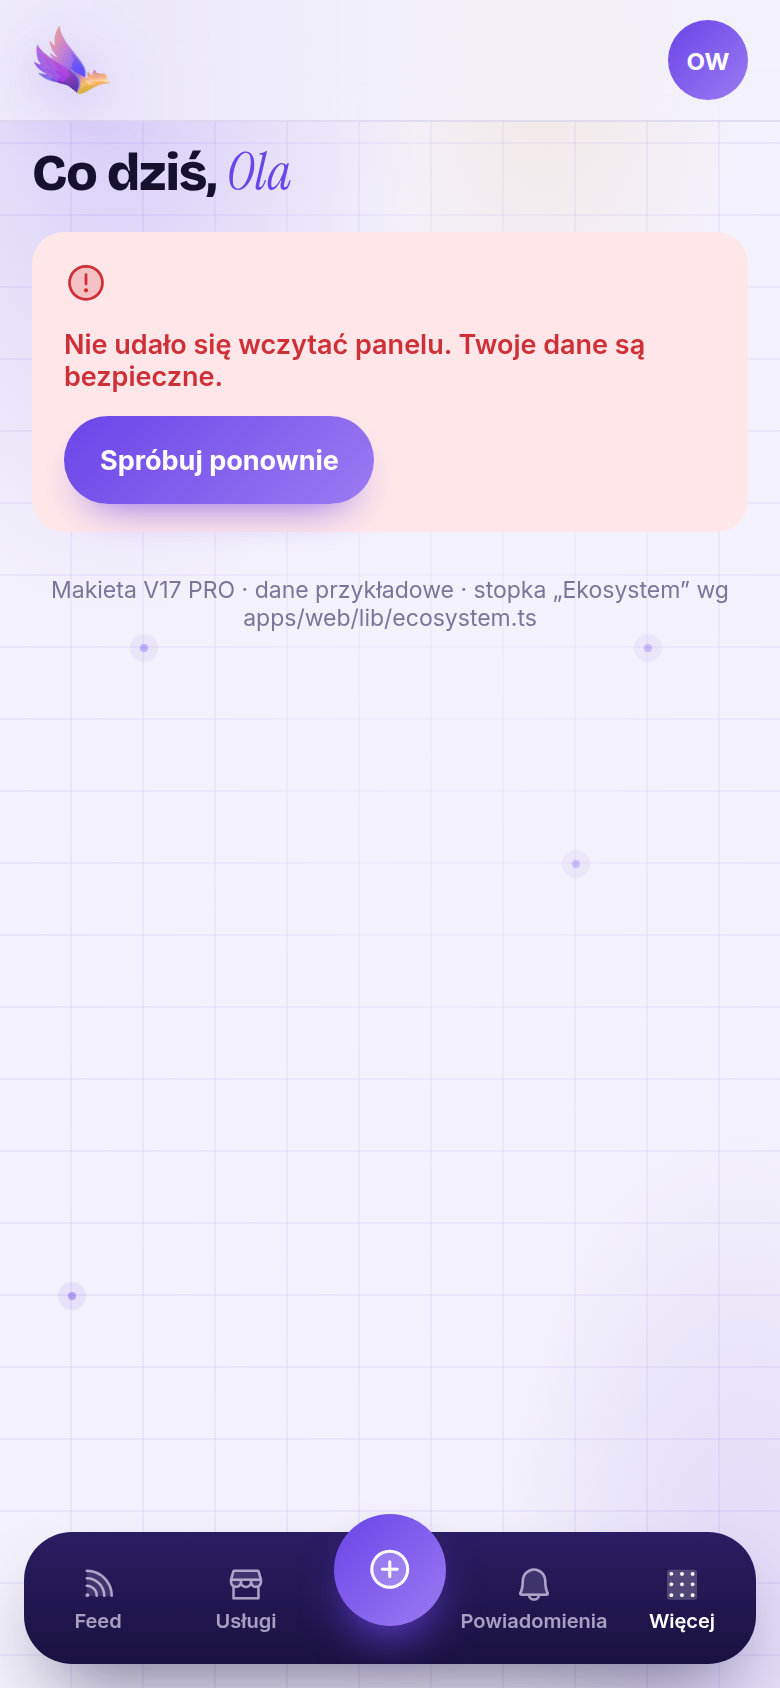 OW
Co dziś, Ola
Nie udało się wczytać panelu. Twoje dane są
bezpieczne.
Spróbuj ponownie
Makieta V17 PRO · dane przykładowe · stopka „Ekosystem” wg
apps/web/lib/ecosystem.ts
Feed
Usługi
Powiadomienia
Więcej